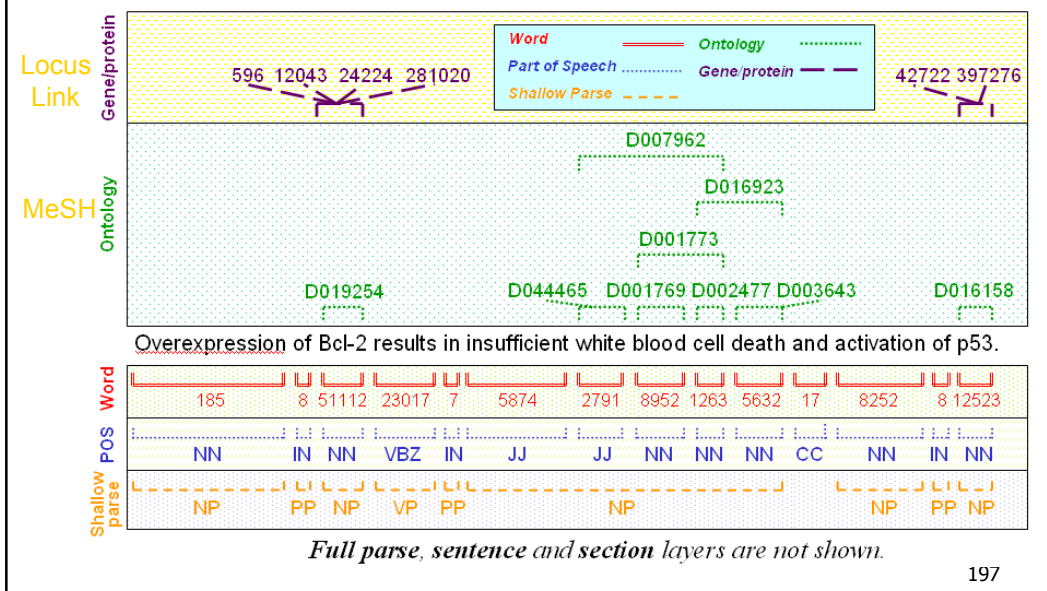 Locus Link
Gene/protein
596 12043 24224 281020
42722 397276
Word
Part of Speech
Shallow Parse
Ontology
Gene/protein
MeSH
Ontology
D007962
D016923
D001773
D019254 D044465 D001769 D002477 D003643 D016158
Overexpression of Bcl-2 results in insufficient white blood cell death and activation of p53.
Word
185 8 51112 23017 7 5874 2791 8952 1263 5632 17 8252 8 12523
POS
NN IN NN VBZ IN JJ JJ NN NN NN CC NN IN NN
Shallow parse
NP PP NP VP PP NP NP PP NP
Full parse, sentence and section layers are not shown.
197